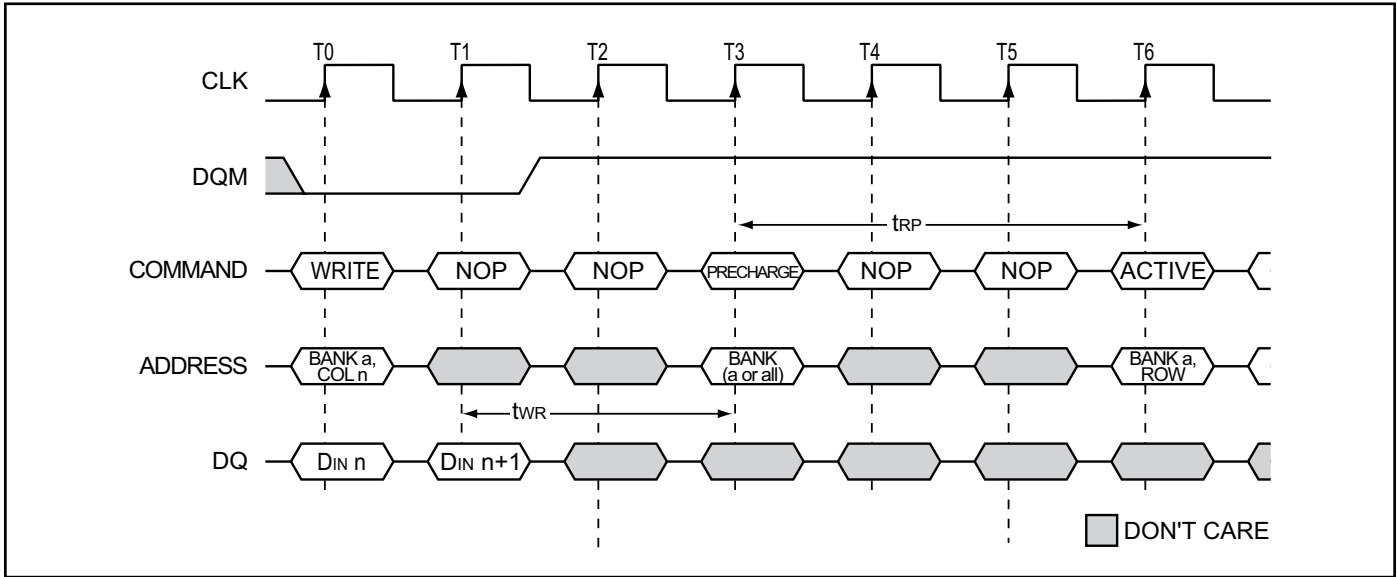 T0 T1 T2 T3 T4 T5 T6
CLK
DQM
tRP
COMMAND WRITE NOP NOP PRECHARGE NOP NOP ACTIVE
ADDRESS BANK a, COL n BANK (a or all) BANK a, ROW
tWR
DQ DIN n DIN n+1
DON'T CARE